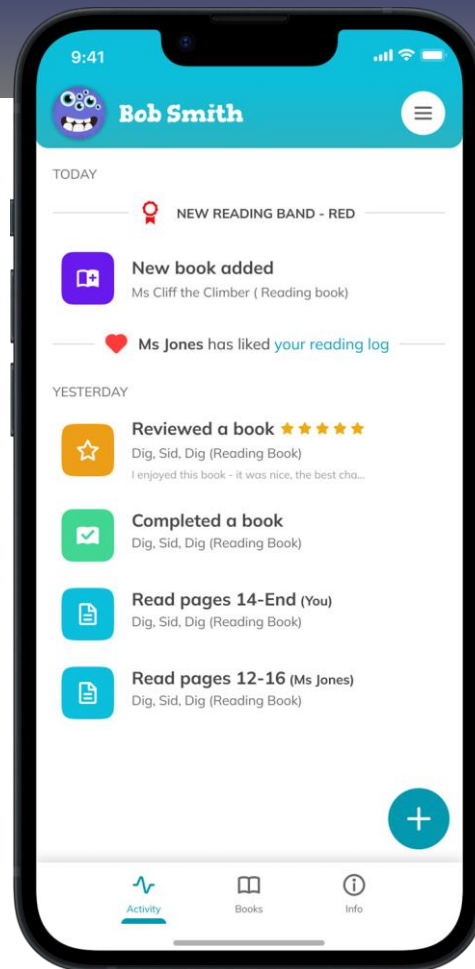 9:41
Bob Smith
TODAY
NEW READING BAND - RED
New book added
Ms Cliff the Climber ( Reading book)
Ms Jones has liked your reading log
YESTERDAY
Reviewed a book
Dig, Sid, Dig (Reading Book)
I enjoyed this book - it was nice, the best cha...
Completed a book
Dig, Sid, Dig (Reading Book)
Read pages 14-End (You)
Dig, Sid, Dig (Reading Book)
Read pages 12-16 (Ms Jones)
Dig, Sid, Dig (Reading Book)
Activity Books Info